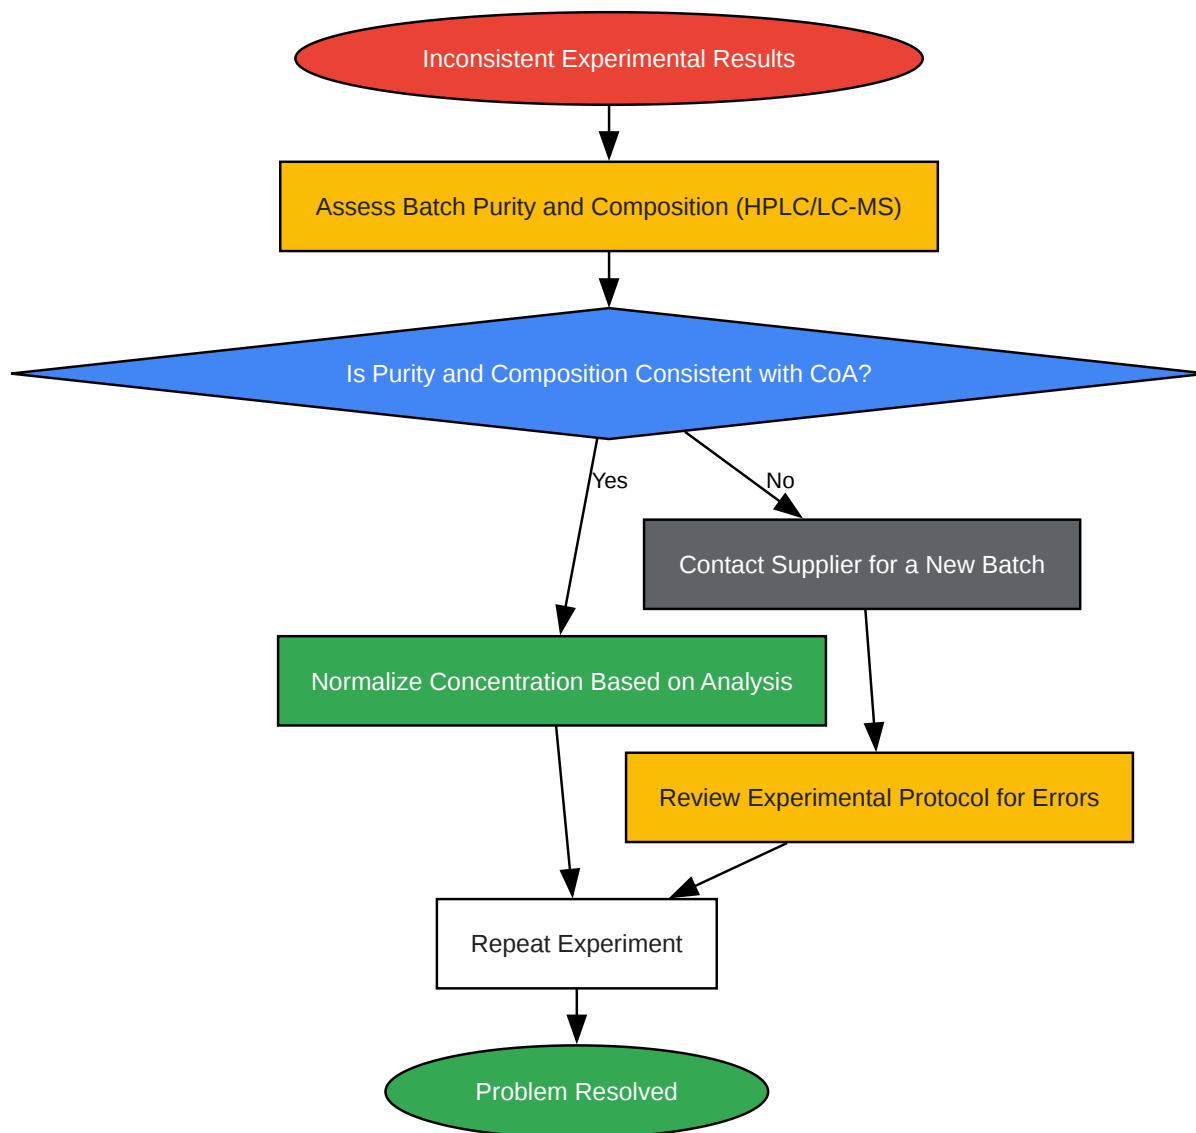 Inconsistent Experimental Results
Assess Batch Purity and Composition (HPLC/LC-MS)
Is Purity and Composition Consistent with CoA?
Yes
No
Contact Supplier for a New Batch
Normalize Concentration Based on Analysis
Review Experimental Protocol for Errors
Repeat Experiment
Problem Resolved